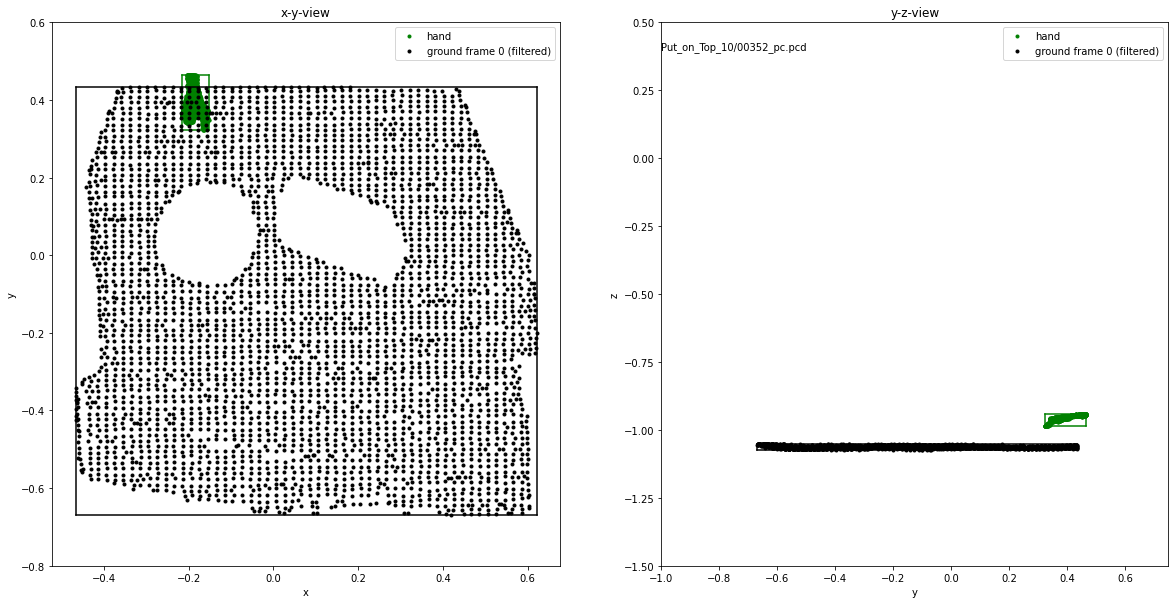 x-y-view
hand
ground frame 0 (filtered)
0.6
0.4
0.2
0.0
−0.2
−0.4
−0.6
−0.8
y
−0.4
−0.2
0.0
0.2
0.4
0.6
x
y-z-view
Put_on_Top_10/00352_pc.pcd
hand
ground frame 0 (filtered)
0.50
0.25
0.00
−0.25
−0.50
−0.75
−1.00
−1.25
−1.50
z
−1.0
−0.8
−0.6
−0.4
−0.2
0.0
0.2
0.4
0.6
y